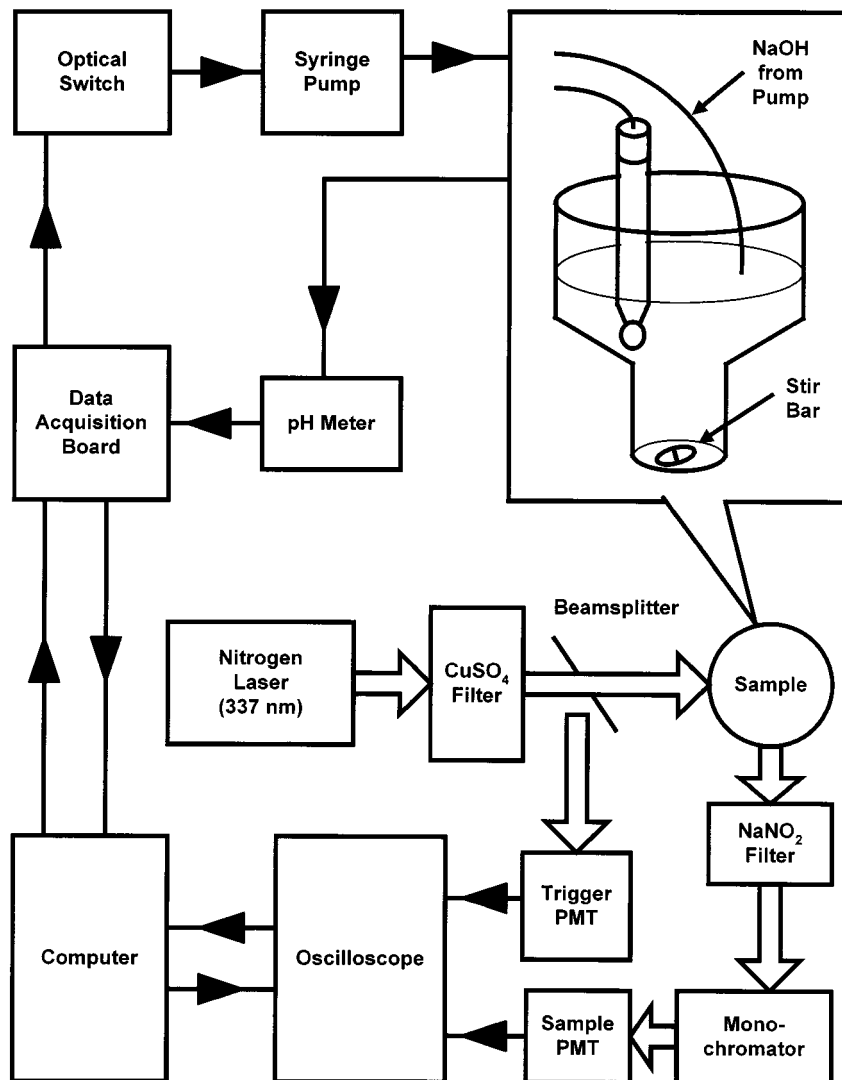 Optical
Switch
Syringe
Pump
NaOH
from
Pump
Data
Acquisition
Board
pH Meter
Stir
Bar
Beamsplitter
Nitrogen
Laser
(337 nm)
CuSO₄
Filter
Sample
NaNO₂
Filter
Trigger
PMT
Computer
Oscilloscope
Sample
PMT
Mono-
chromator